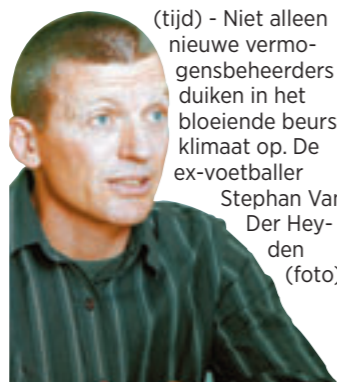 (tijd) - Niet alleen
nieuwe vermo-
gensbeheerders
duiken in het
bloeiende beurs
klimaat op. De
ex-voetballer
Stephan Van
Der Hey-
den
(foto)